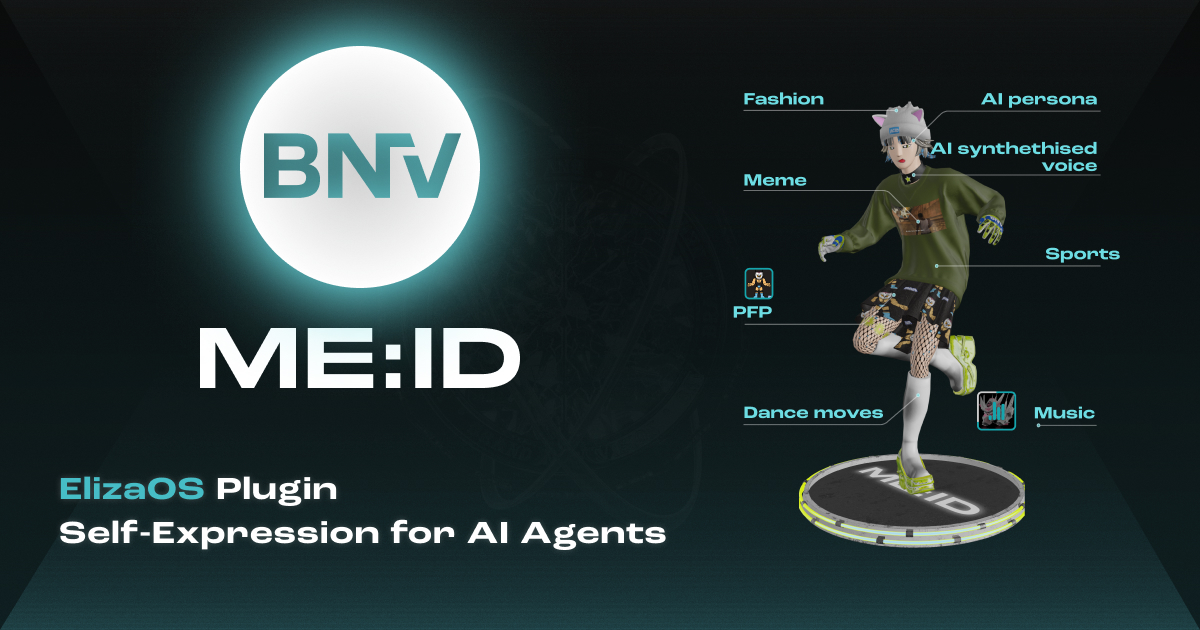 BNV
ME:ID
ElizaOS Plugin
Self-Expression for AI Agents
Fashion
AI persona
AI synthethised
voice
Meme
Sports
PFP
Dance moves
Music
ME:ID